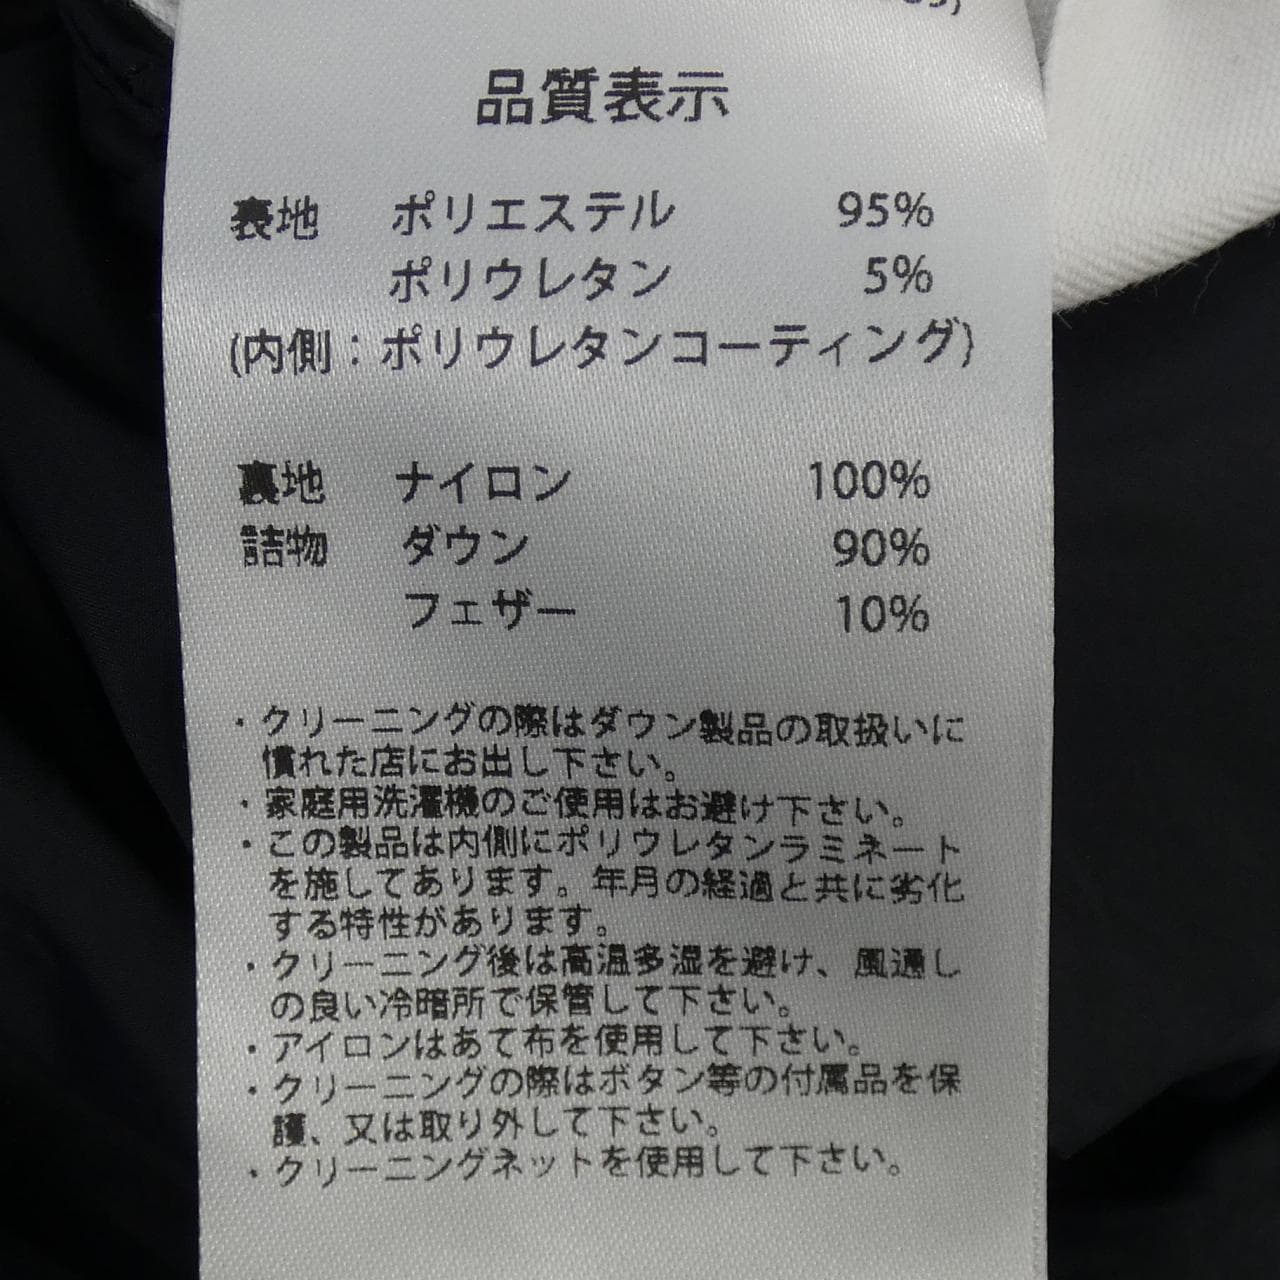 品質表示
表地 ポリエステル 95%
ポリウレタン 5%
(内側：ポリウレタンコーティング)
裏地 ナイロン 100%
詰物 ダウン 90%
フェザー 10%
・クリーニングの際はダウン製品の取扱いに
慣れた店にお出し下さい。
・家庭用洗濯機のご使用はお避け下さい。
・この製品は内側にポリウレタンラミネート
を施してあります。年月の経過と共に劣化
する特性があります。
・クリーニング後は高温多湿を避け、風通し
の良い冷暗所で保管して下さい。
・アイロンはあて布を使用して下さい。
・クリーニングの際はボタン等の付属品を保
護、又は取り外して下さい。
・クリーニングネットを使用して下さい。